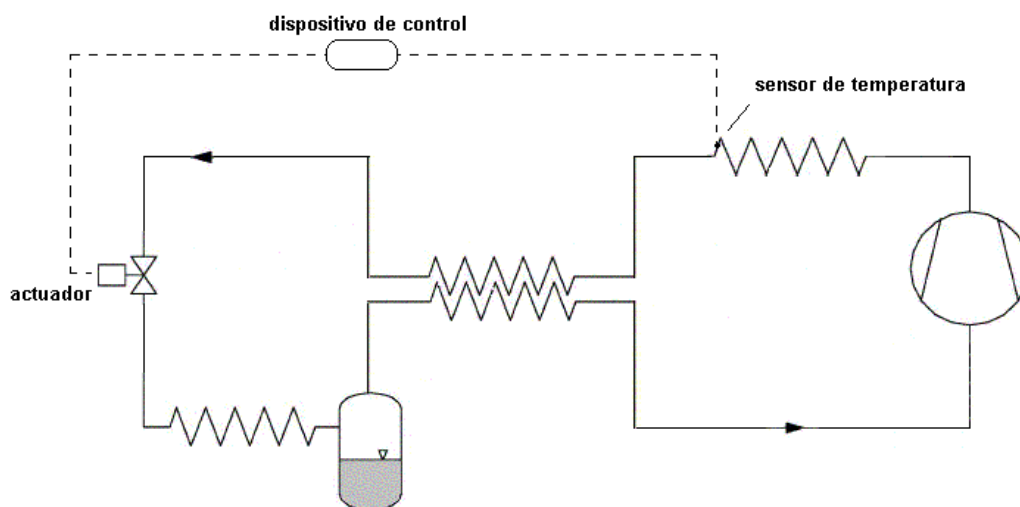 dispositivo de control
sensor de temperatura
actuador